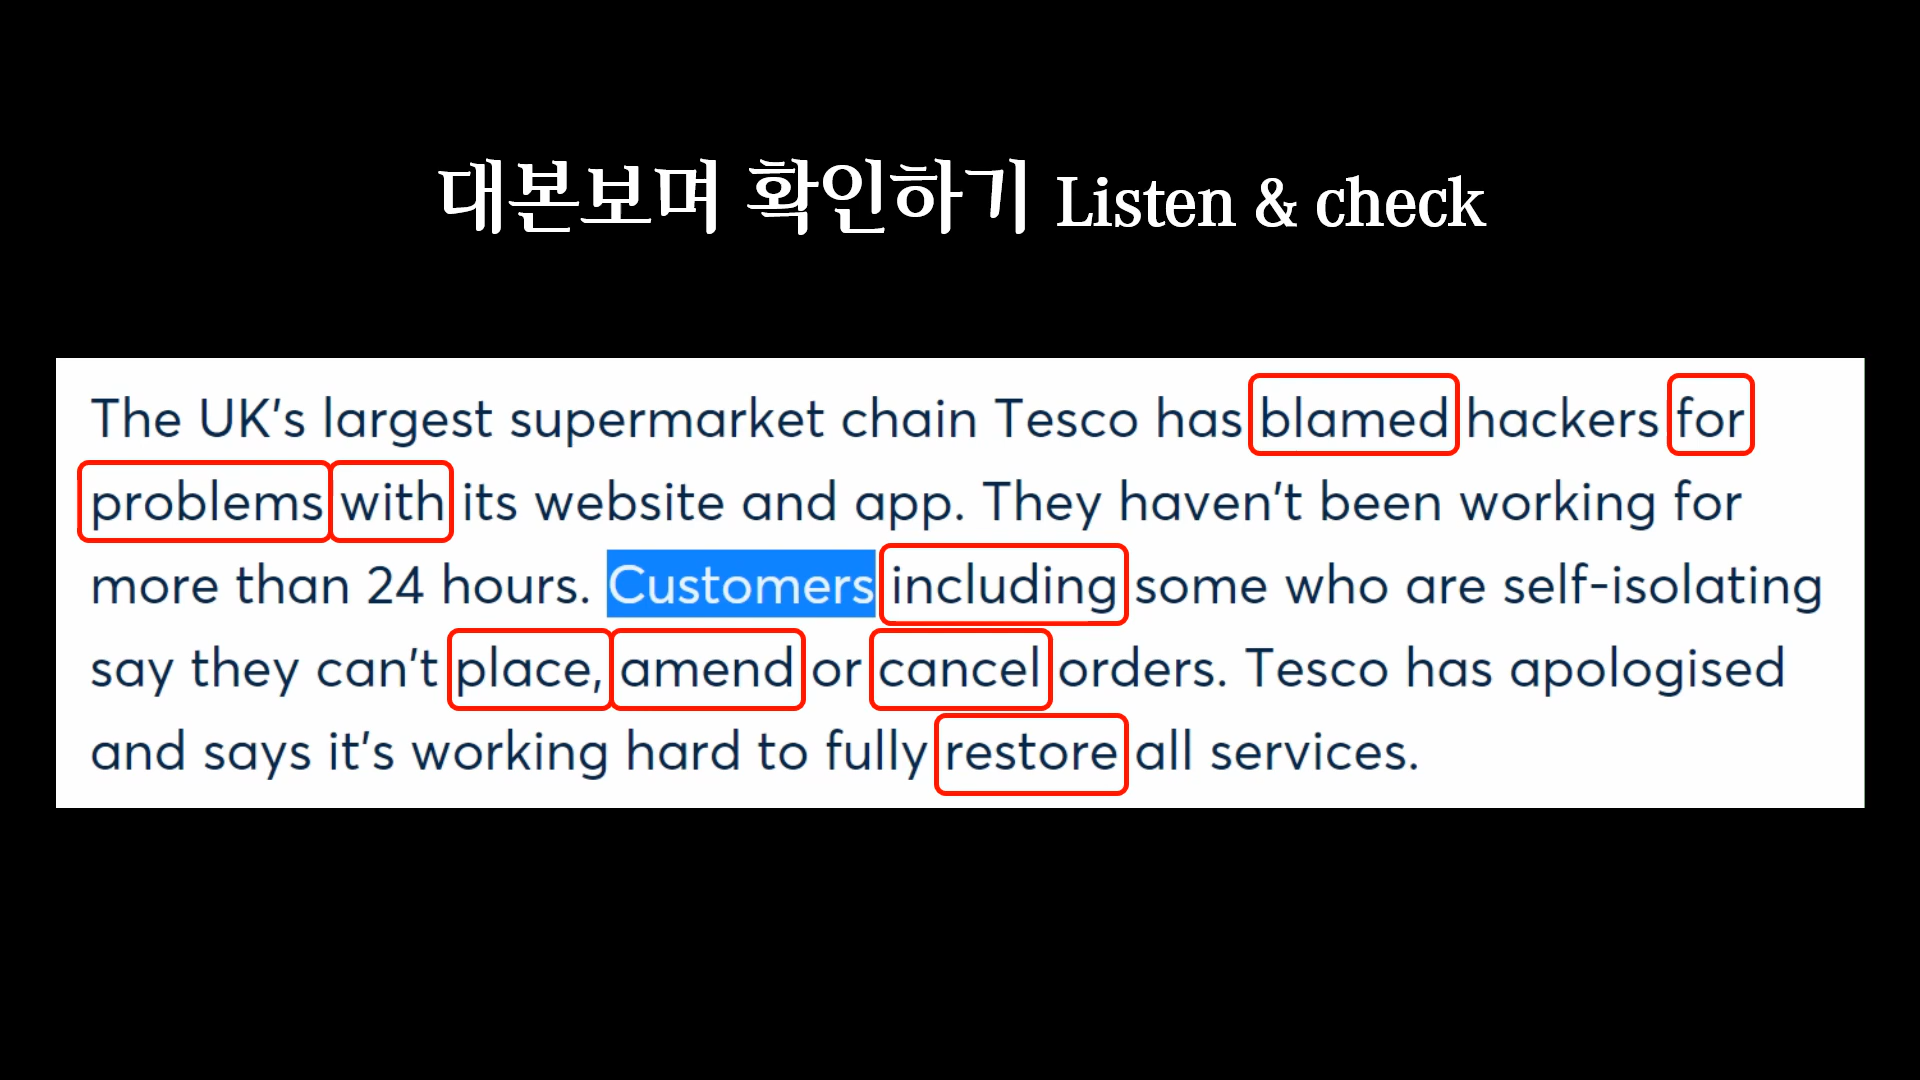 대본보며 확인하기 Listen & check
The UK's largest supermarket chain Tesco has blamed hackers for
problems with its website and app. They haven't been working for
more than 24 hours. Customers including some who are self-isolating
say they can't place, amend or cancel orders. Tesco has apologised
and says it's working hard to fully restore all services.